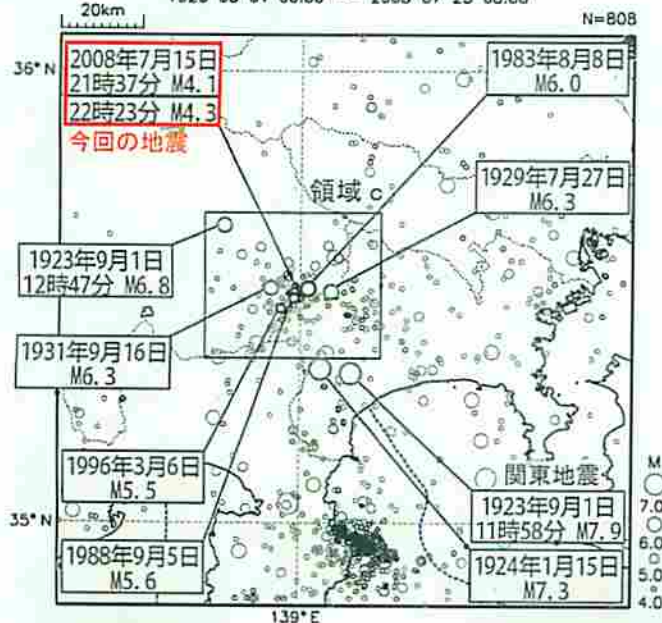 20km
N=808
36°N
2008年7月15日
21時37分 M4.1
22時23分 M4.3
今回の地震
1983年8月8日
M6.0
領域 c
1929年7月27日
M6.3
1923年9月1日
12時47分 M6.8
1931年9月16日
M6.3
1996年3月6日
M5.5
関東地震
1923年9月1日
11時58分 M7.9
1988年9月5日
M5.6
1924年1月15日
M7.3
35°N
139°E
M
7.0
6.0
5.0
4.0